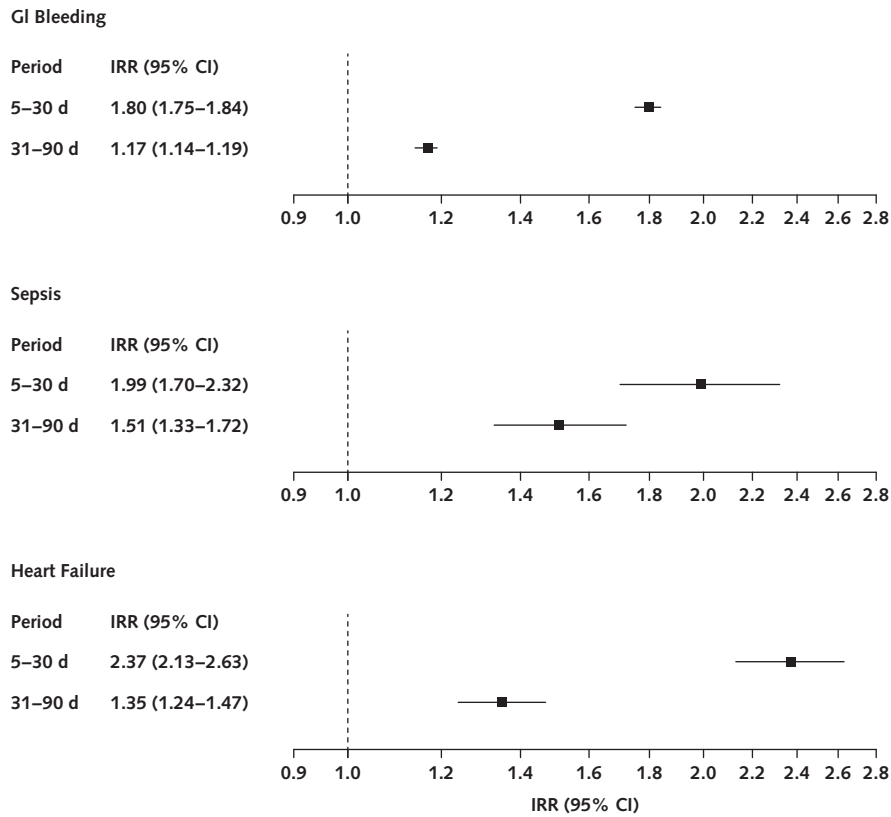 GI Bleeding
Period IRR (95% CI)
5–30 d 1.80 (1.75–1.84)
31–90 d 1.17 (1.14–1.19)
0.9 1.0 1.2 1.4 1.6 1.8 2.0 2.2 2.4 2.6 2.8
Sepsis
Period IRR (95% CI)
5–30 d 1.99 (1.70–2.32)
31–90 d 1.51 (1.33–1.72)
0.9 1.0 1.2 1.4 1.6 1.8 2.0 2.2 2.4 2.6 2.8
Heart Failure
Period IRR (95% CI)
5–30 d 2.37 (2.13–2.63)
31–90 d 1.35 (1.24–1.47)
0.9 1.0 1.2 1.4 1.6 1.8 2.0 2.2 2.4 2.6 2.8
IRR (95% CI)